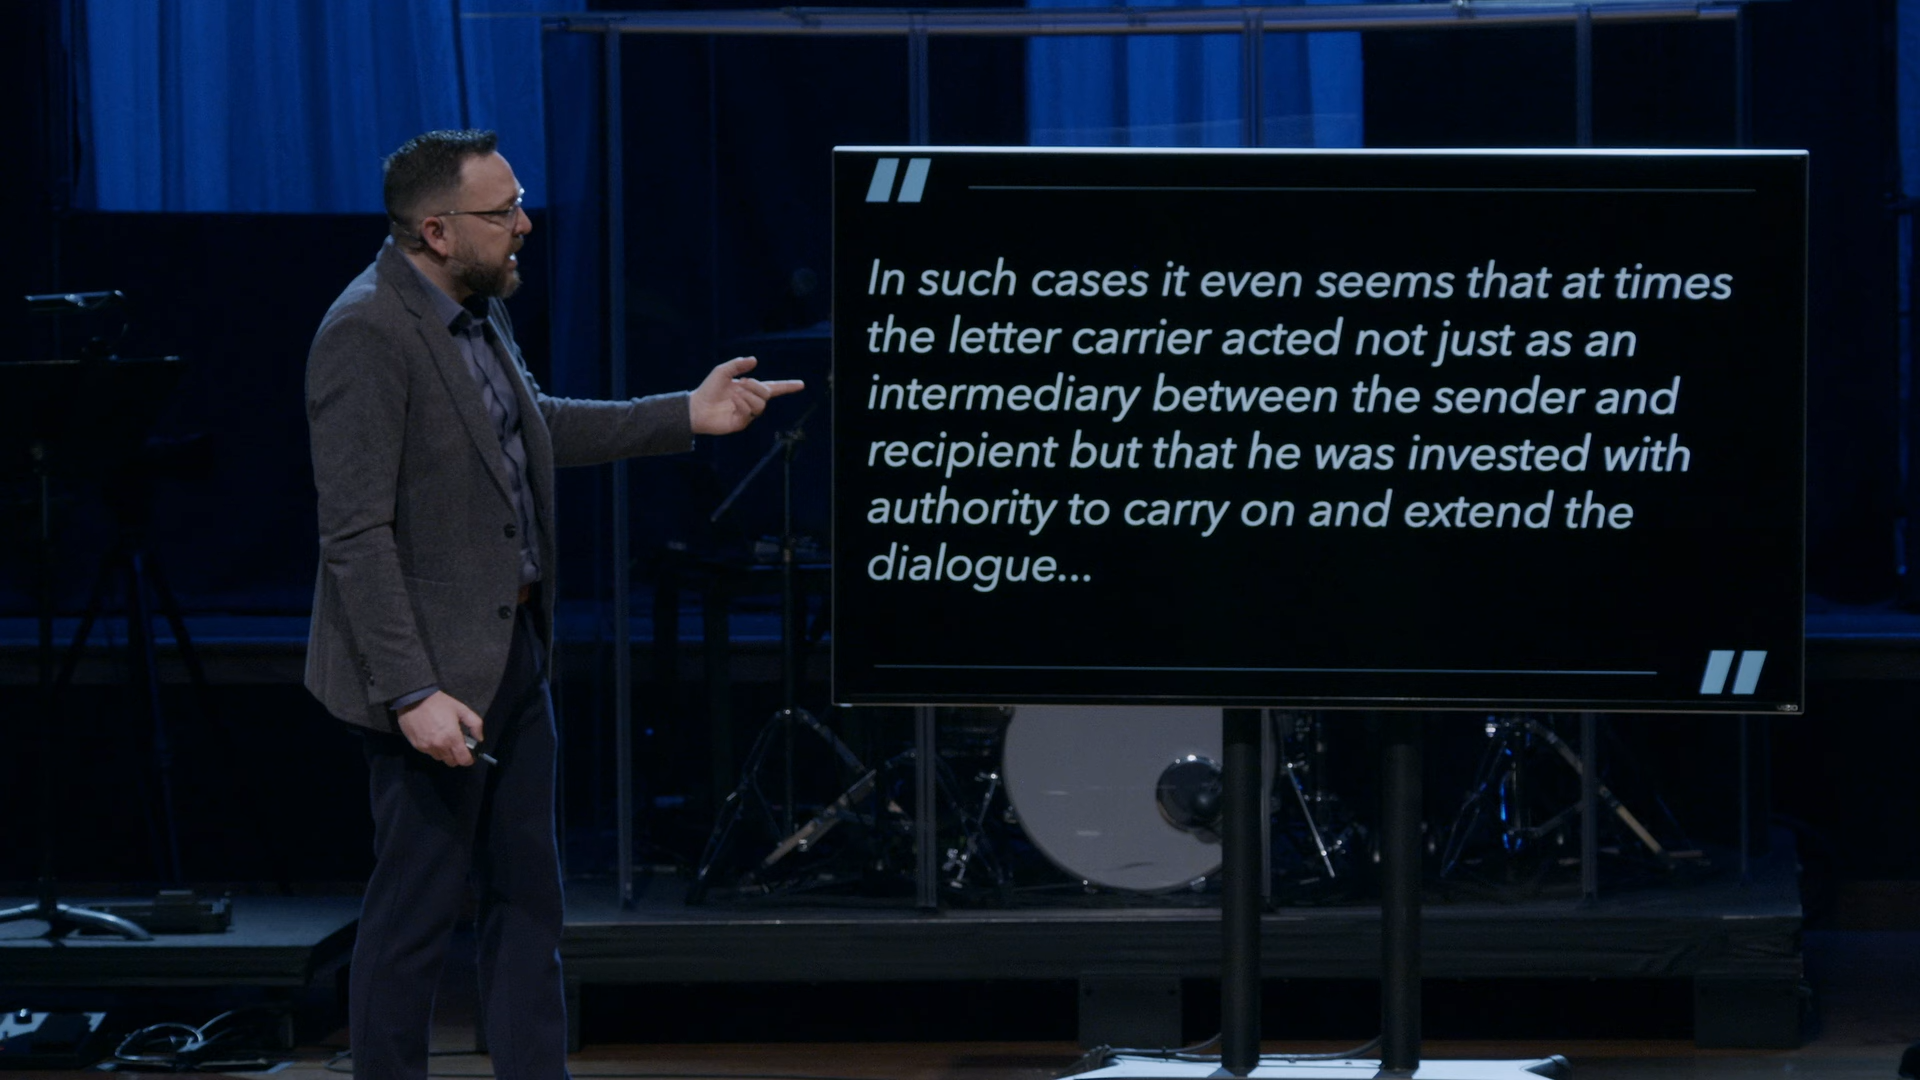 In such cases it even seems that at times
the letter carrier acted not just as an
intermediary between the sender and
recipient but that he was invested with
authority to carry on and extend the
dialogue...
VIZIO